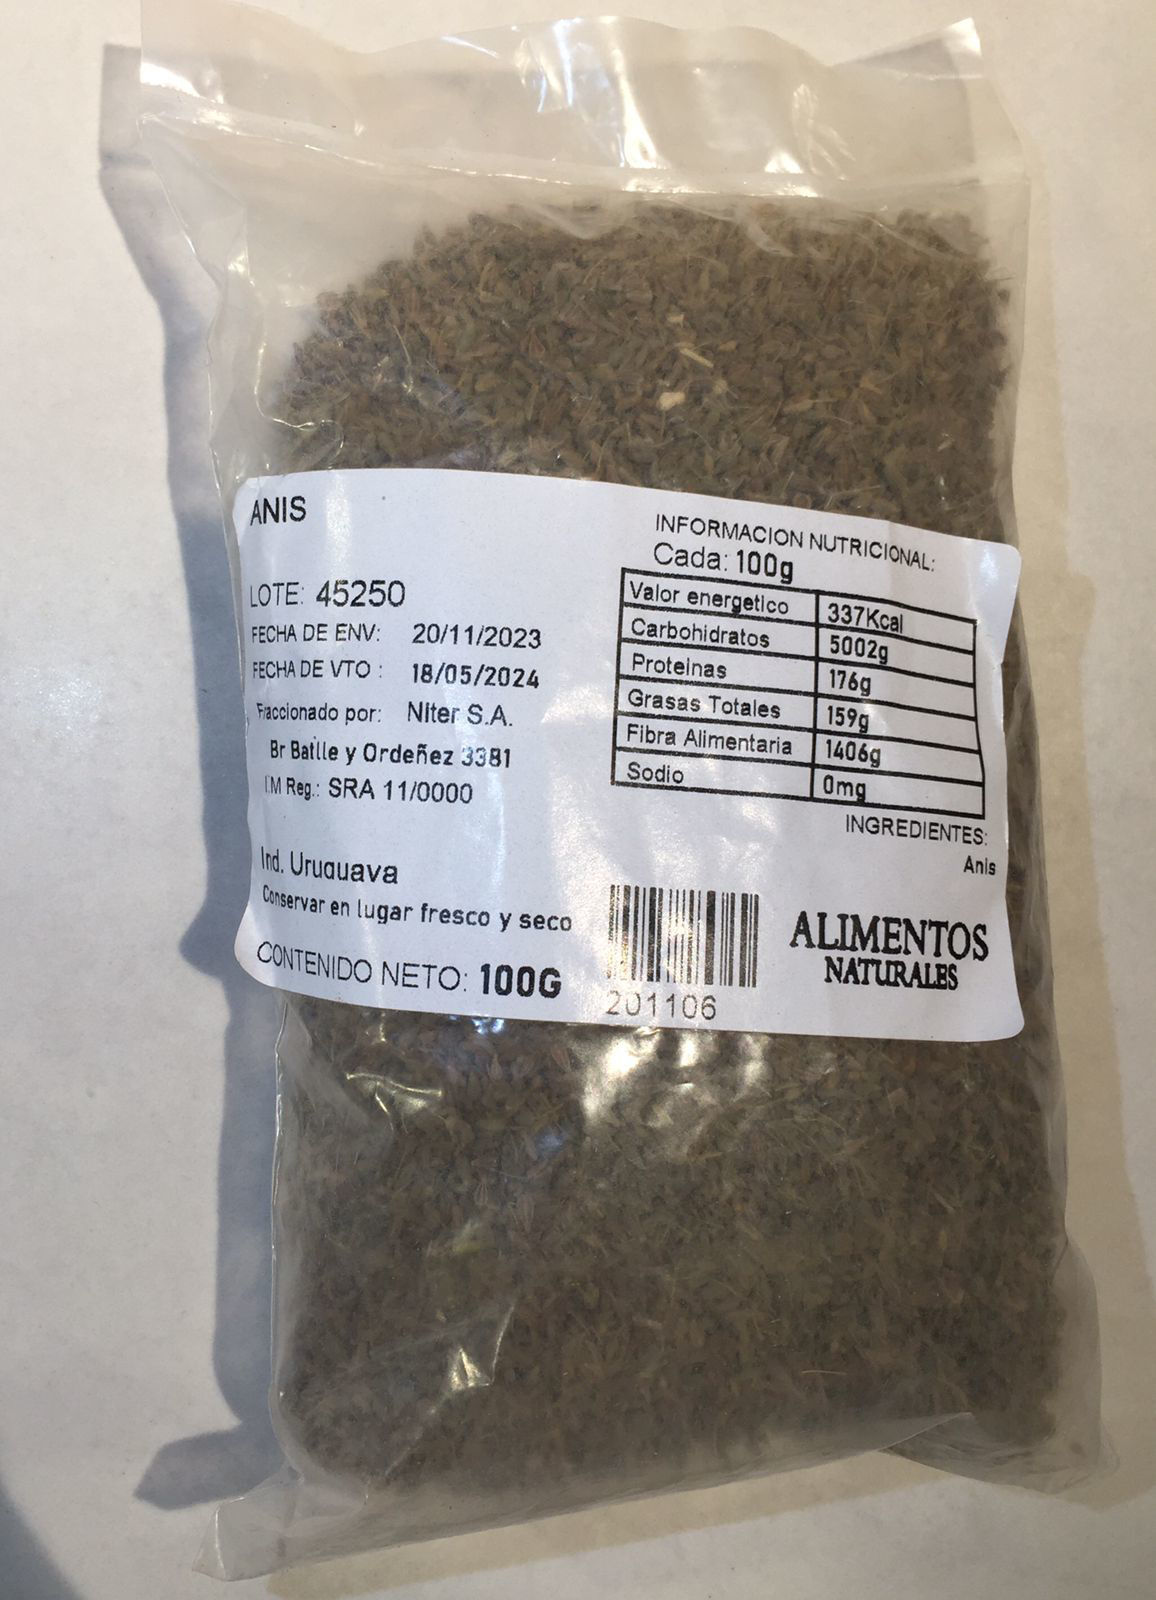 ANIS
LOTE: 45250
FECHA DE ENV: 20/11/2023
FECHA DE VTO : 18/05/2024
Fraccionado por: Niter S.A.
Br Batlle y Ordeñez 3381
I.M Reg.: SRA 11/0000
Ind. Uruguaya
Conservar en lugar fresco y seco
CONTENIDO NETO: 100G
INFORMACION NUTRICIONAL:
Cada: 100g
Valor energetico 337Kcal
Carbohidratos 5002g
Proteinas 176g
Grasas Totales 159g
Fibra Alimentaria 1406g
Sodio 0mg
INGREDIENTES:
Anis
201106
ALIMENTOS
NATURALES